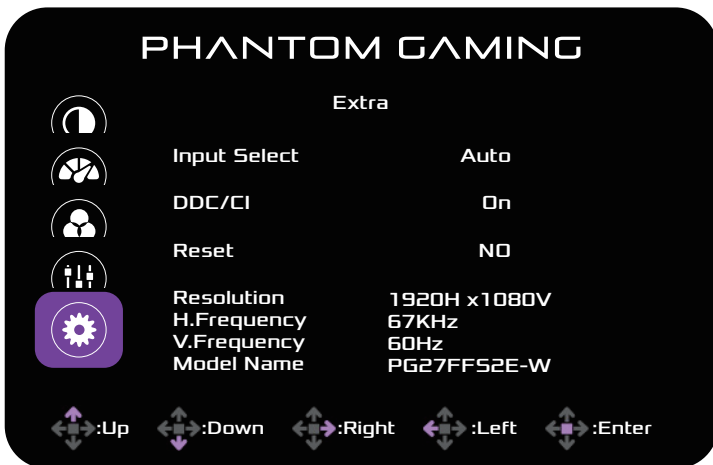 PHANTOM GAMING
Extra
Input Select Auto
DDC/CI On
Reset NO
Resolution 1920H x1080V
H.Frequency 67KHz
V.Frequency 60Hz
Model Name PG27FFS2E-W
:Up :Down :Right :Left :Enter